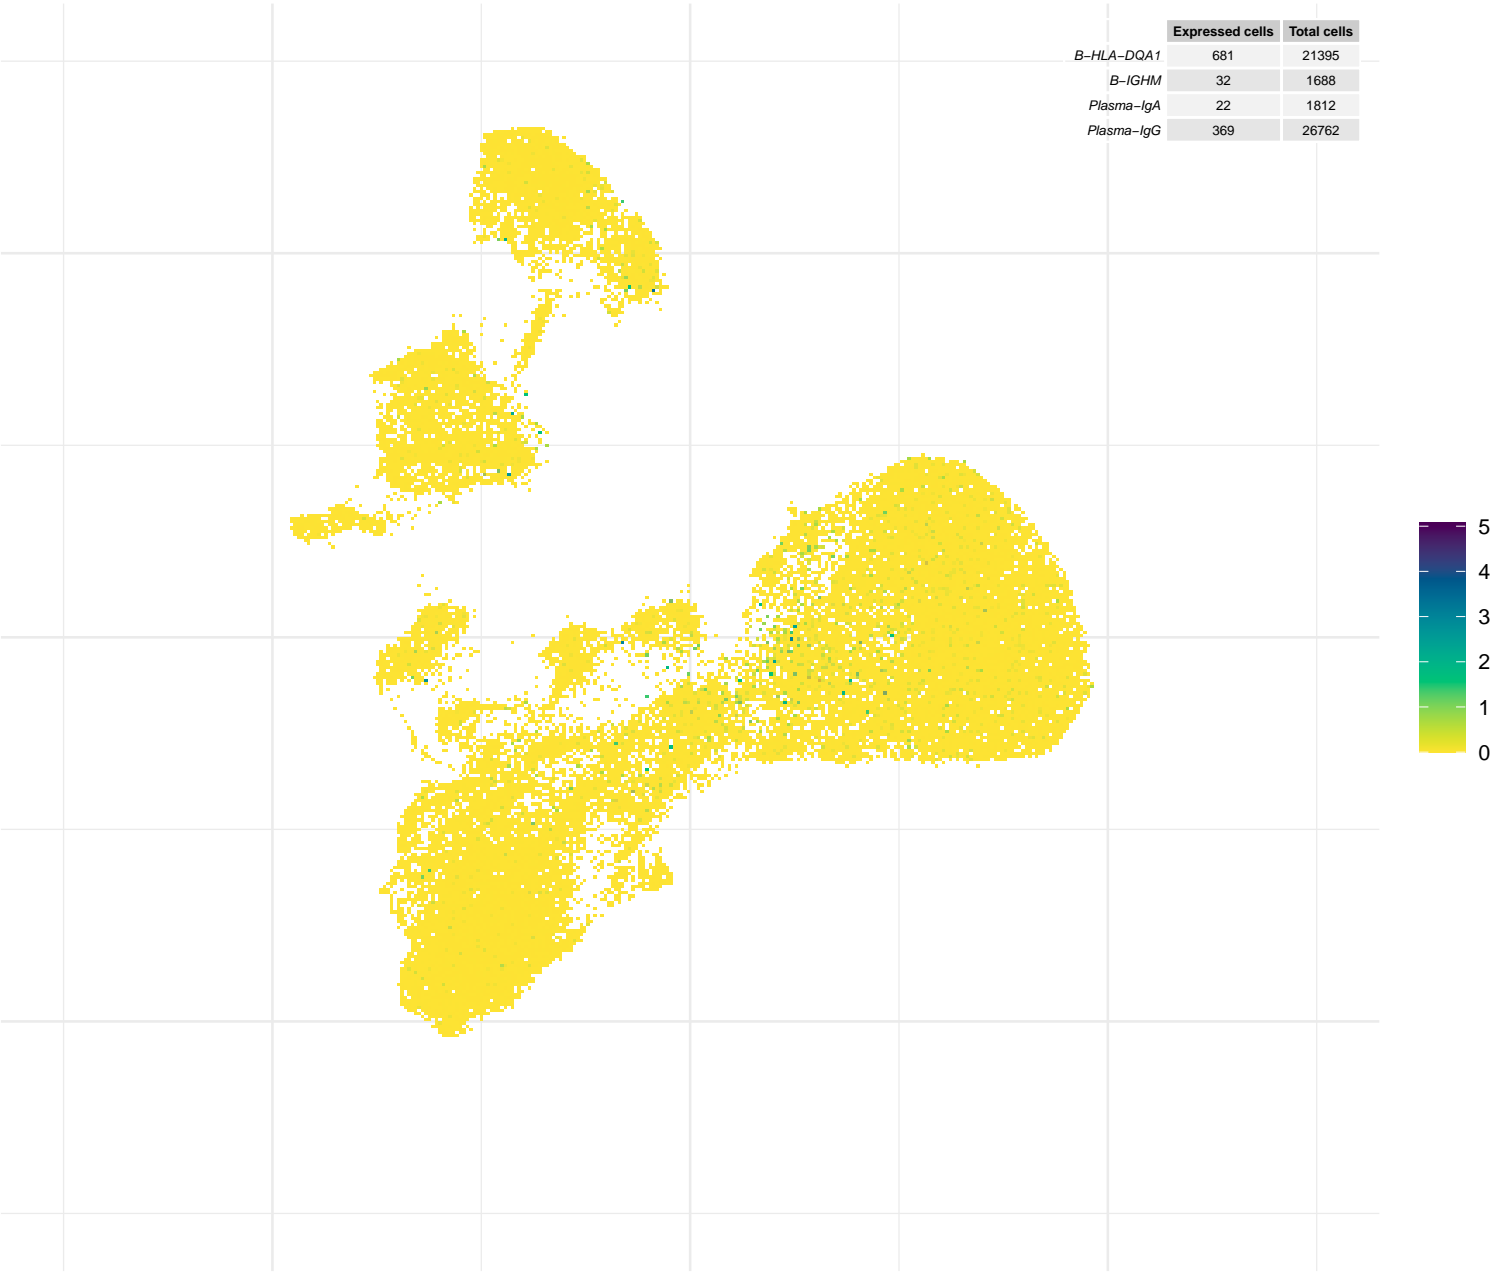 Expressed cells Total cells
B−HLA−DQA1 681 21395
B−IGHM 32 1688
Plasma−IgA 22 1812
Plasma−IgG 369 26762
5
4
3
2
1
0